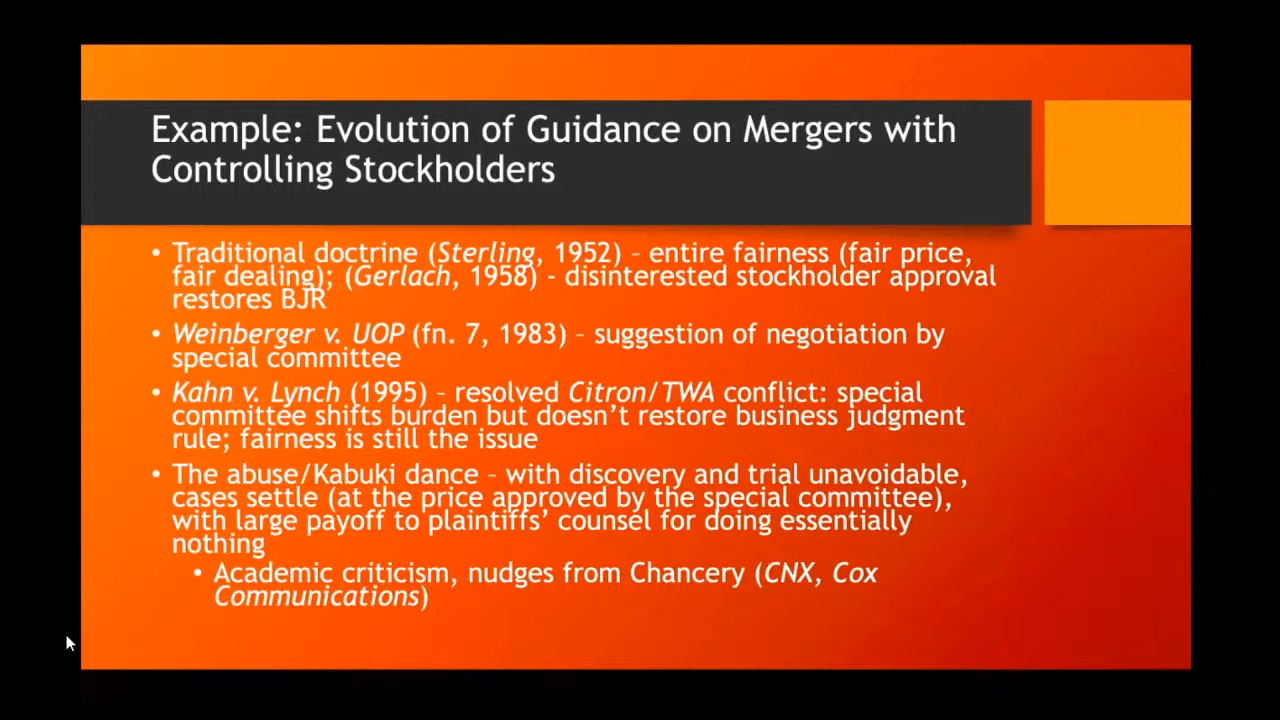 Example: Evolution of Guidance on Mergers with
Controlling Stockholders
• Traditional doctrine (Sterling, 1952) – entire fairness (fair price,
fair dealing); (Gerlach, 1958) - disinterested stockholder approval
restores BJR
• Weinberger v. UOP (fn. 7, 1983) – suggestion of negotiation by
special committee
• Kahn v. Lynch (1995) – resolved Citron/TWA conflict: special
committee shifts burden but doesn’t restore business judgment
rule; fairness is still the issue
• The abuse/Kabuki dance – with discovery and trial unavoidable,
cases settle (at the price approved by the special committee),
with large payoff to plaintiffs’ counsel for doing essentially
nothing
• Academic criticism, nudges from Chancery (CNX, Cox
Communications)